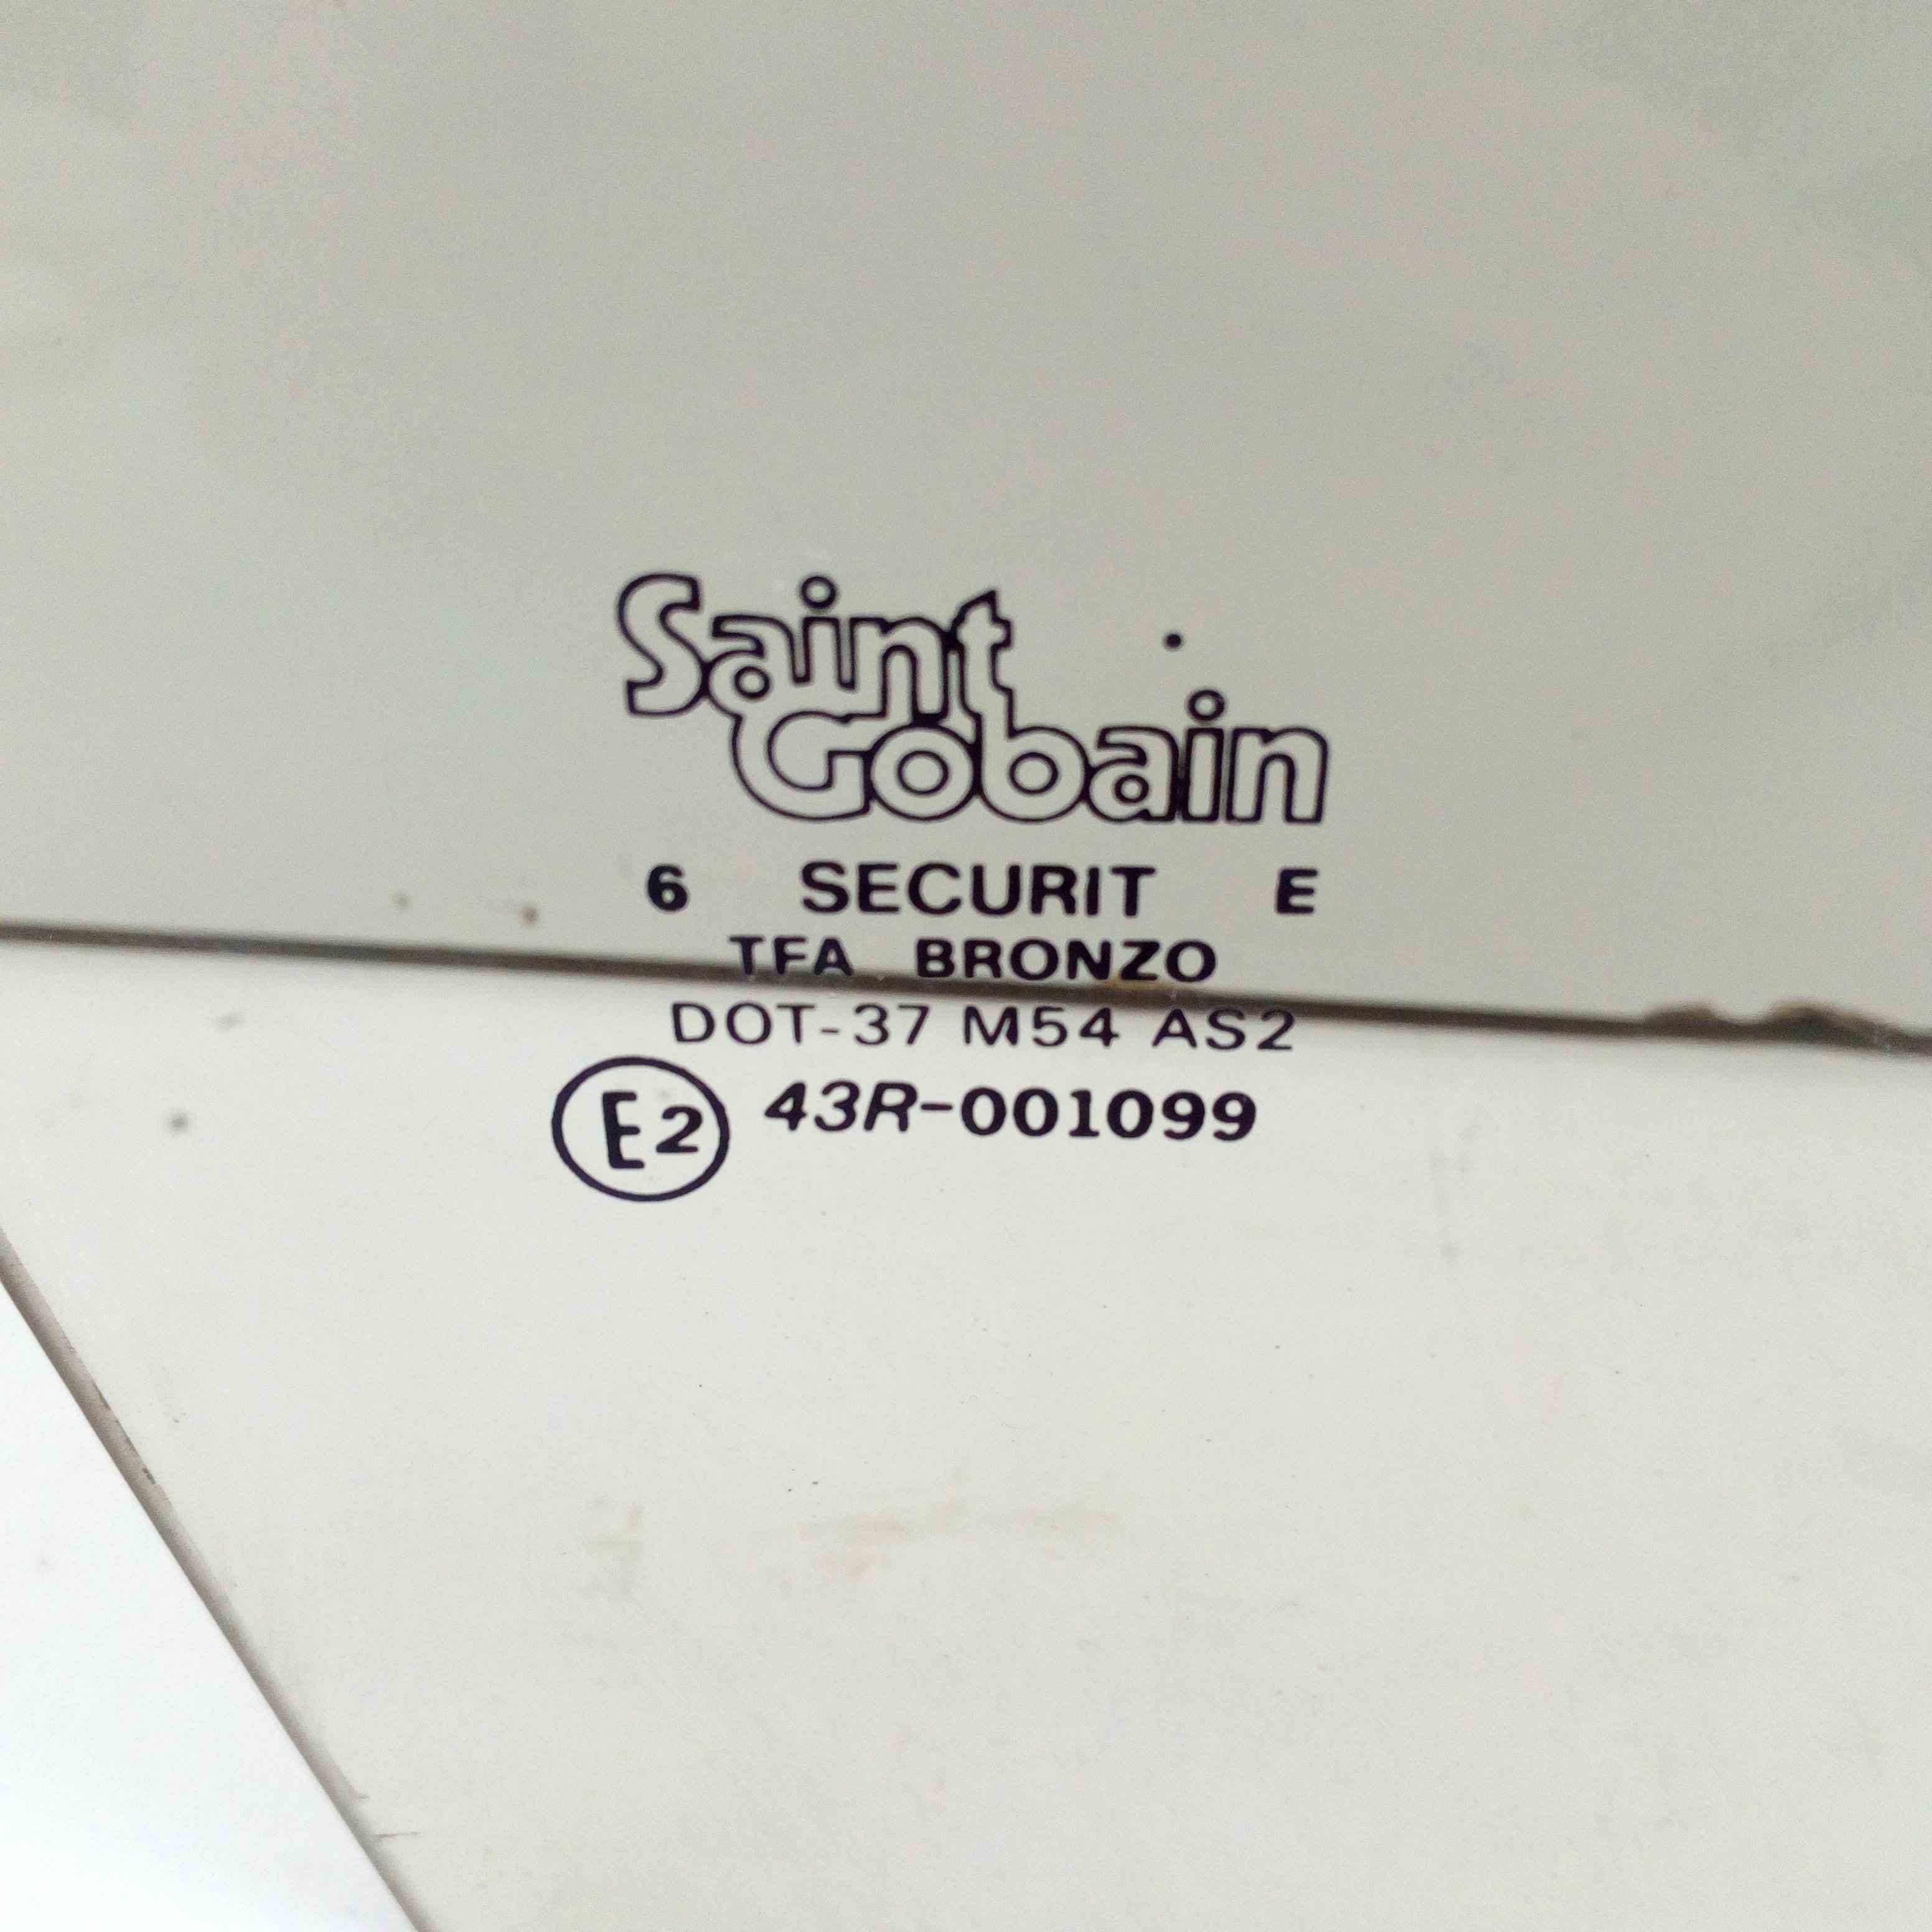 Saint
Gobain
6 SECURIT E
TFA BRONZO
DOT-37 M54 AS2
E2 43R-001099